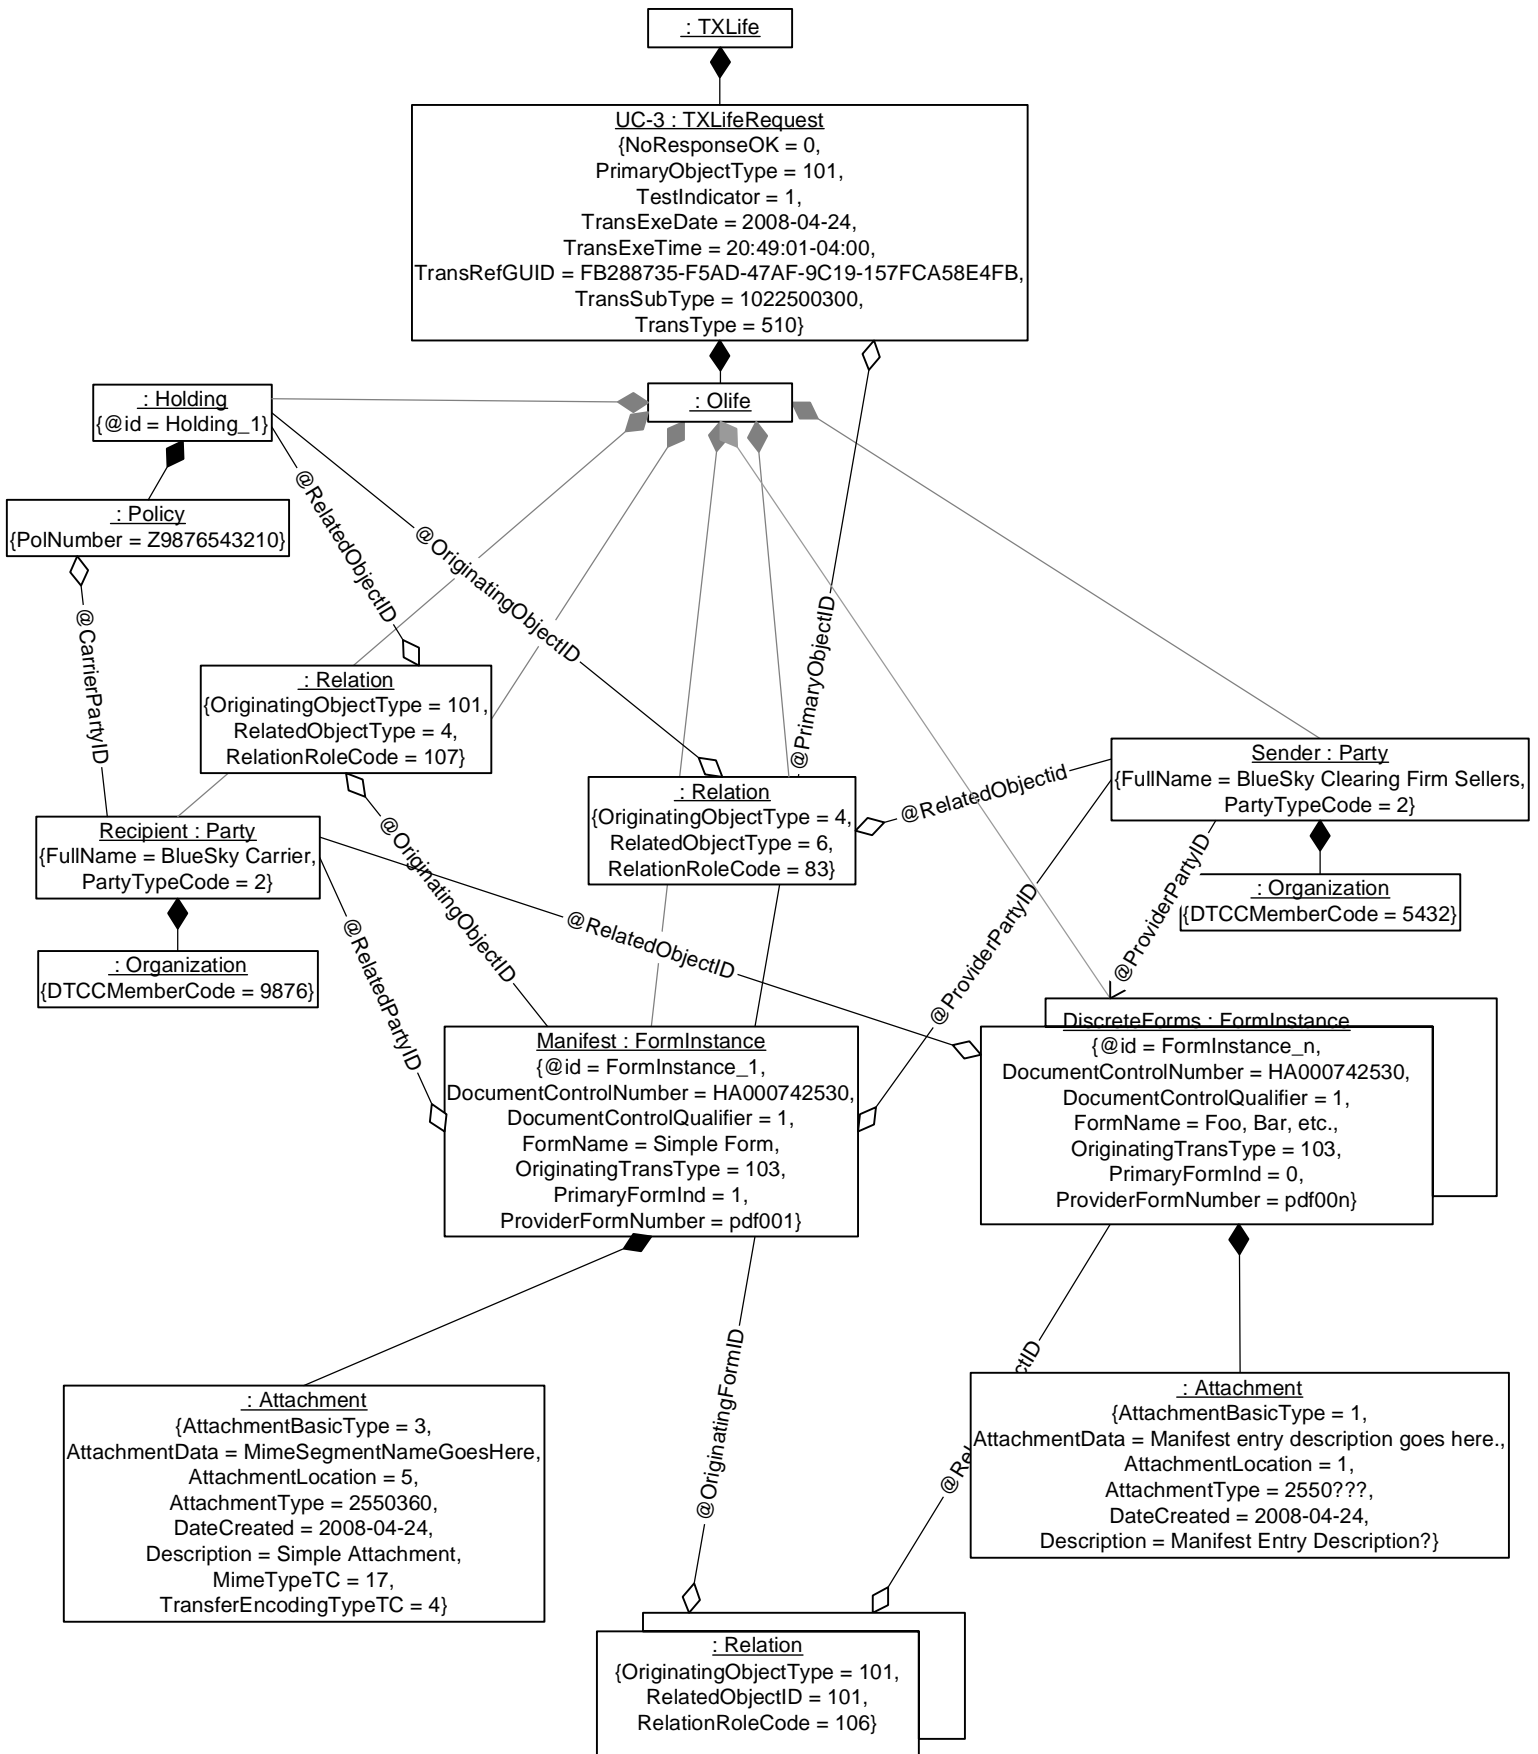 : TXLife
UC-3 : TXLifeRequest
{NoResponseOK = 0,
PrimaryObjectType = 101,
TestIndicator = 1,
TransExeDate = 2008-04-24,
TransExeTime = 20:49:01-04:00,
TransRefGUID = FB288735-F5AD-47AF-9C19-157FCA58E4FB,
TransSubType = 1022500300,
TransType = 510}
: Holding
{@id = Holding_1}
: Olife
: Policy
{PolNumber = Z9876543210}
@RelatedObjectID
@OriginatingObjectID
@CarrierPartyID
@PrimaryObjectID
: Relation
{OriginatingObjectType = 101,
RelatedObjectType = 4,
RelationRoleCode = 107}
: Relation
{OriginatingObjectType = 4,
RelatedObjectType = 6,
RelationRoleCode = 83}
@RelatedObjectid
Sender : Party
{FullName = BlueSky Clearing Firm Sellers,
PartyTypeCode = 2}
Recipient : Party
{FullName = BlueSky Carrier,
PartyTypeCode = 2}
@OriginatingObjectID
@RelatedObjectID
@RelatedPartyID
@ProviderPartyID
@ProviderPartyID
: Organization
{DTCCMemberCode = 5432}
: Organization
{DTCCMemberCode = 9876}
Manifest : FormInstance
{@id = FormInstance_1,
DocumentControlNumber = HA000742530,
DocumentControlQualifier = 1,
FormName = Simple Form,
OriginatingTransType = 103,
PrimaryFormInd = 1,
ProviderFormNumber = pdf001}
DiscreteForms : FormInstance
{@id = FormInstance_n,
DocumentControlNumber = HA000742530,
DocumentControlQualifier = 1,
FormName = Foo, Bar, etc.,
OriginatingTransType = 103,
PrimaryFormInd = 0,
ProviderFormNumber = pdf00n}
@OriginatingFormID
: Attachment
{AttachmentBasicType = 3,
AttachmentData = MimeSegmentNameGoesHere,
AttachmentLocation = 5,
AttachmentType = 2550360,
DateCreated = 2008-04-24,
Description = Simple Attachment,
MimeTypeTC = 17,
TransferEncodingTypeTC = 4}
: Attachment
{AttachmentBasicType = 1,
AttachmentData = Manifest entry description goes here.,
AttachmentLocation = 1,
AttachmentType = 2550???,
DateCreated = 2008-04-24,
Description = Manifest Entry Description?}
: Relation
{OriginatingObjectType = 101,
RelatedObjectID = 101,
RelationRoleCode = 106}